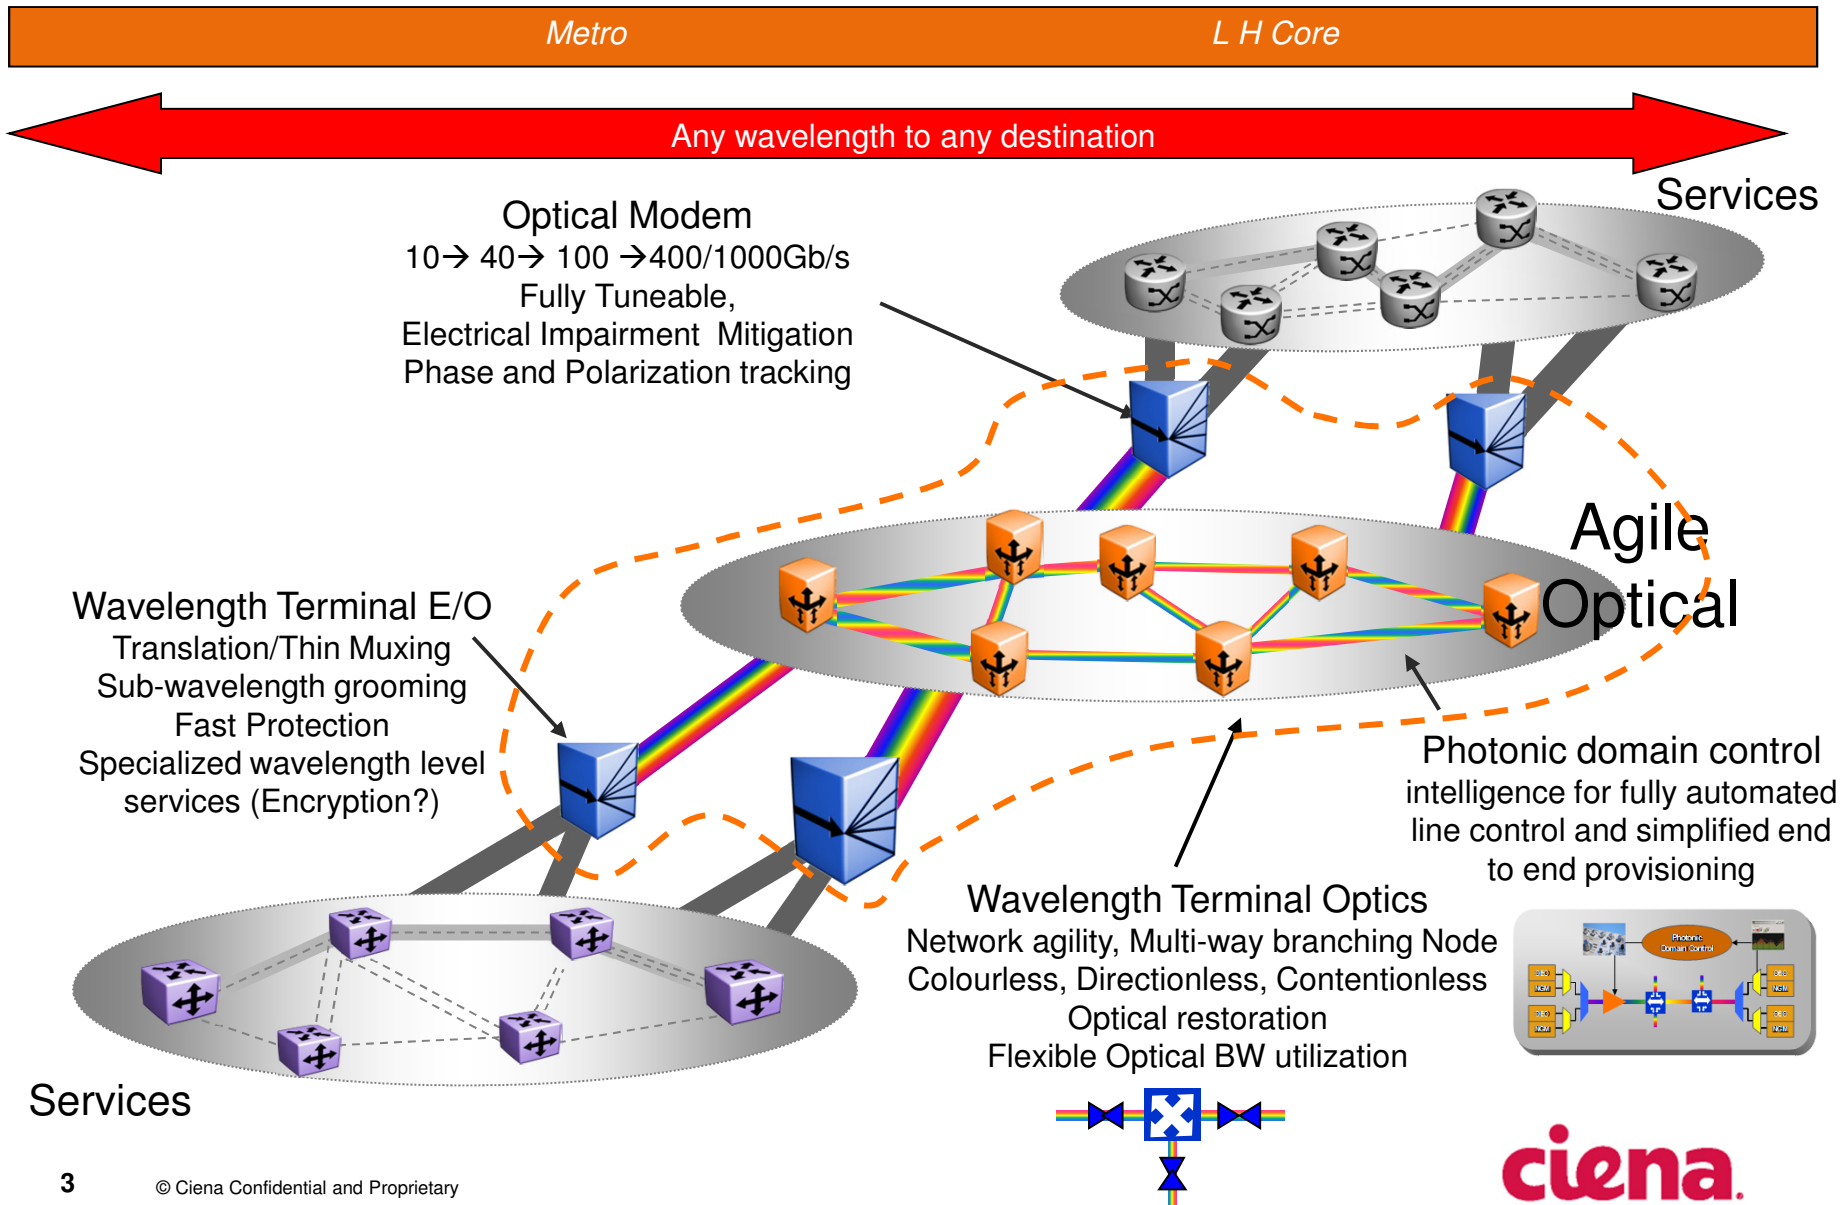 Metro
L H Core
Any wavelength to any destination
Services
Optical Modem
10→ 40→ 100 →400/1000Gb/s
Fully Tuneable,
Electrical Impairment Mitigation
Phase and Polarization tracking
Agile
Optical
Wavelength Terminal E/O
Translation/Thin Muxing
Sub-wavelength grooming
Fast Protection
Specialized wavelength level
services (Encryption?)
Photonic domain control
intelligence for fully automated
line control and simplified end
to end provisioning
Wavelength Terminal Optics
Network agility, Multi-way branching Node
Colourless, Directionless, Contentionless
Optical restoration
Flexible Optical BW utilization
Photonic
Domain Control
NGM
NGM
NGM
NGM
Services
3
© Ciena Confidential and Proprietary
ciena.